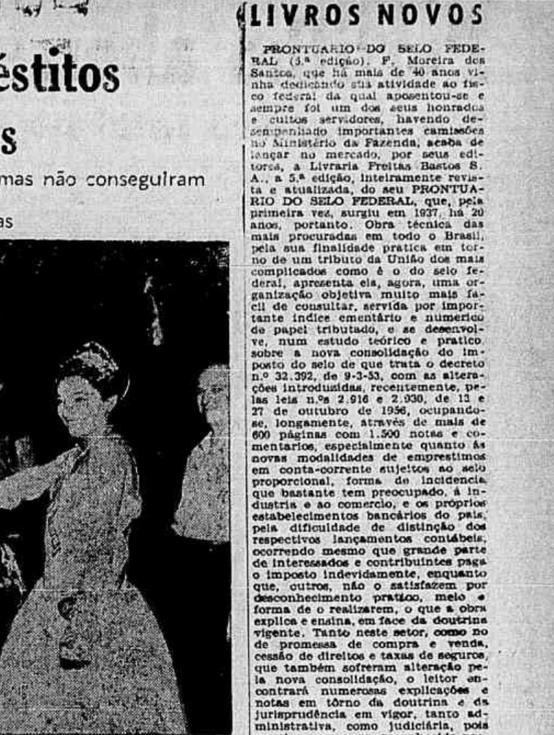 éstitos
s
mas não conseguiram
as
LIVROS NOVOS
PRONTUARIO DO SELO FEDE-
RAL (5.ª edição). F. Moreira dos
Santos, que há mais de 40 anos vi-
nha dedicando sua atividade ao fis-
co federal da qual aposentou-se e
sempre foi um dos seus honrados
e cultos servidores, havendo de-
sempenhado importantes comissões
no Ministério da Fazenda, acaba de
lançar no mercado, por seus edi-
tores, a Livraria Freitas Bastos S.
A., a 5.ª edição, inteiramente revis-
ta e atualizada, do seu PRONTUA-
RIO DO SELO FEDERAL, que, pela
primeira vez, surgiu em 1937, há 20
anos, portanto. Obra técnica das
mais procuradas em todo o Brasil,
pela sua finalidade pratica em tor-
no de um tributo da União dos mais
complicados como é o do selo fe-
deral, apresenta ela, agora, uma or-
ganização objetiva muito mais fá-
cil de consultar, servida por impor-
tante indice ementário e numerico
de papel tributado, e se desenvol-
ve, num estudo teórico e pratico,
sobre a nova consolidação do im-
posto do selo de que trata o decreto
n.º 32.392, de 9-3-53, com as altera-
ções introduzidas, recentemente, pe-
las leis n.ºs 2.916 e 2.930, de 13 e
27 de outubro de 1956, ocupando-
se, longamente, através de mais de
600 páginas com 1.500 notas e co-
mentarios, especialmente quanto às
novas modalidades de emprestimos
em conta-corrente sujeitos ao selo
proporcional, forma de incidencia
que bastante tem preocupado, á in-
dustria e ao comercio, e os próprios
estabelecimentos bancários do país,
pela dificuldade de distinção dos
respectivos lançamentos contábeis,
ocorrendo mesmo que grande parte
de interessados e contribuintes paga
o imposto indevidamente, enquanto
que, outros, não o satisfazem por
desconhecimento pratico, meio e
forma de o realizarem, o que a obra
explica e ensina, em face da doutrina
vigente. Tanto neste setor, como no
de promessa de compra e venda,
cessão de direitos e taxas de seguros,
que também sofreram alteração pe-
la nova consolidação, o leitor en-
contrará numerosas explicações e
notas em tôrno da doutrina e da
jurisprudência em vigor, tanto ad-
ministrativa, como judiciária, pois